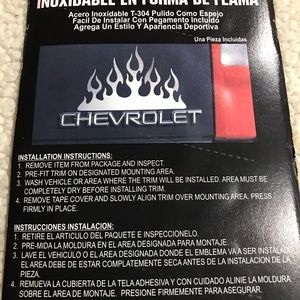 INOXIDABLE EN FORMA DE FLAMA
Acero Inoxidable T-304 Pulido Como Espejo
Facil De Instalar Con Pegamento Incluido
Agrega Un Estilo Y Apariencia Deportiva
Una Pieza Incluidas
CHEVROLET
INSTALLATION INSTRUCTIONS:
1. REMOVE ITEM FROM PACKAGE AND INSPECT.
2. PRE-FIT TRIM ON DESIGNATED MOUNTING AREA.
3. WASH VEHICLE OR AREA WHERE THE TRIM WILL BE INSTALLED. AREA MUST BE
COMPLETELY DRY BEFORE INSTALLING TRIM.
4. REMOVE TAPE COVER AND SLOWLY ALIGN TRIM OVER MOUNTING AREA. PRESS
FIRMLY IN PLACE.
INSTRUCCIONES INSTALACION:
1. RETIRE EL ARTICULO DEL PAQUETE E INSPECCIONELO.
2. PRE-MIDA LA MOLDURA EN EL AREA DESIGNADA PARA MONTAJE.
3. LAVE EL VEHICULO O EL AREA DESIGNADA DONDE EL EMBLEMA VA A SER INSTALADO
EL AREA DEBE DE ESTAR COMPLETAMENTE SECA ANTES DE LA INSTALACION DE LA
PIEZA.
4. REMUEVA LA CUBIERTA DE LA TELA ADHESIVA Y CON CUIDADO ALINIE LA MOLDURA
SOBRE EL AREA DE MONTAJE. PRESIONE FIRMEMENTE PARA ASEGURAR.